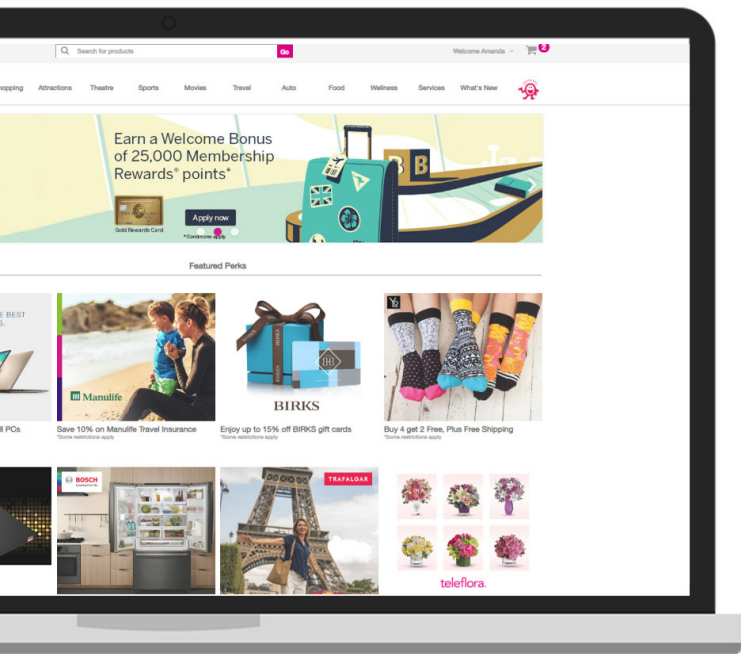 Search for products
Go
Welcome Amanda
2
hopping Attractions Theatre Sports Movies Travel Auto Food Wellness Services What's New
Earn a Welcome Bonus
of 25,000 Membership
Rewards® points*
B B
Gold Rewards Card
Apply now
*Conditions apply
Featured Perks
E BEST
S.
Manulife
BIRKS
BIRKS
ll PCs
Save 10% on Manulife Travel Insurance
*Some restrictions apply
Enjoy up to 15% off BIRKS gift cards
*Some restrictions apply
Buy 4 get 2 Free, Plus Free Shipping
*Some restrictions apply
BOSCH
TRAFALGAR
teleflora.